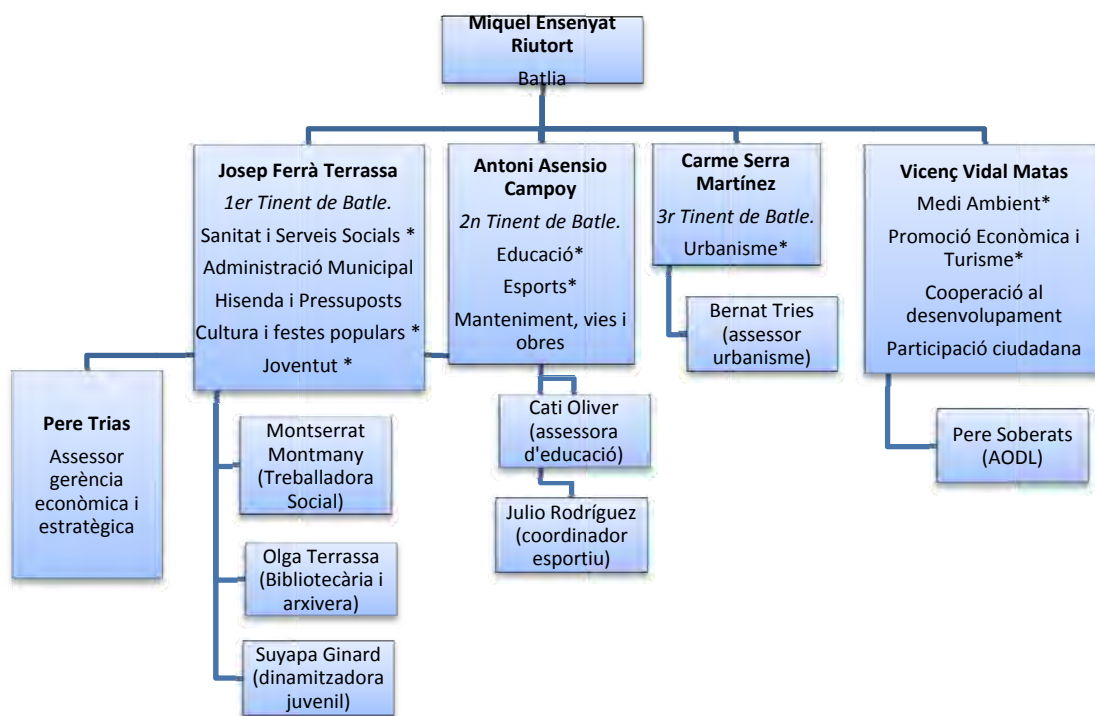 Miquel Ensenyat
Riutort
Batlia
Josep Ferrà Terrassa
1er Tinent de Batle.
Sanitat i Serveis Socials *
Administració Municipal
Hisenda i Pressuposts
Cultura i festes populars *
Joventut *
Antoni Asensio
Campoy
2n Tinent de Batle.
Educació*
Esports*
Manteniment, vies i
obres
Carme Serra
Martínez
3r Tinent de Batle.
Urbanisme*
Vicenç Vidal Matas
Medi Ambient*
Promoció Econòmica i
Turisme*
Cooperació al
desenvolupament
Participació ciudadana
Pere Trias
Assessor
gerència
econòmica i
estratègica
Montserrat
Montmany
(Treballadora
Social)
Olga Terrassa
(Bibliotecària i
arxivera)
Suyapa Ginard
(dinamitzadora
juvenil)
Cati Oliver
(assessora
d'educació)
Julio Rodríguez
(coordinador
esportiu)
Bernat Tries
(assessor
urbanisme)
Pere Soberats
(AODL)